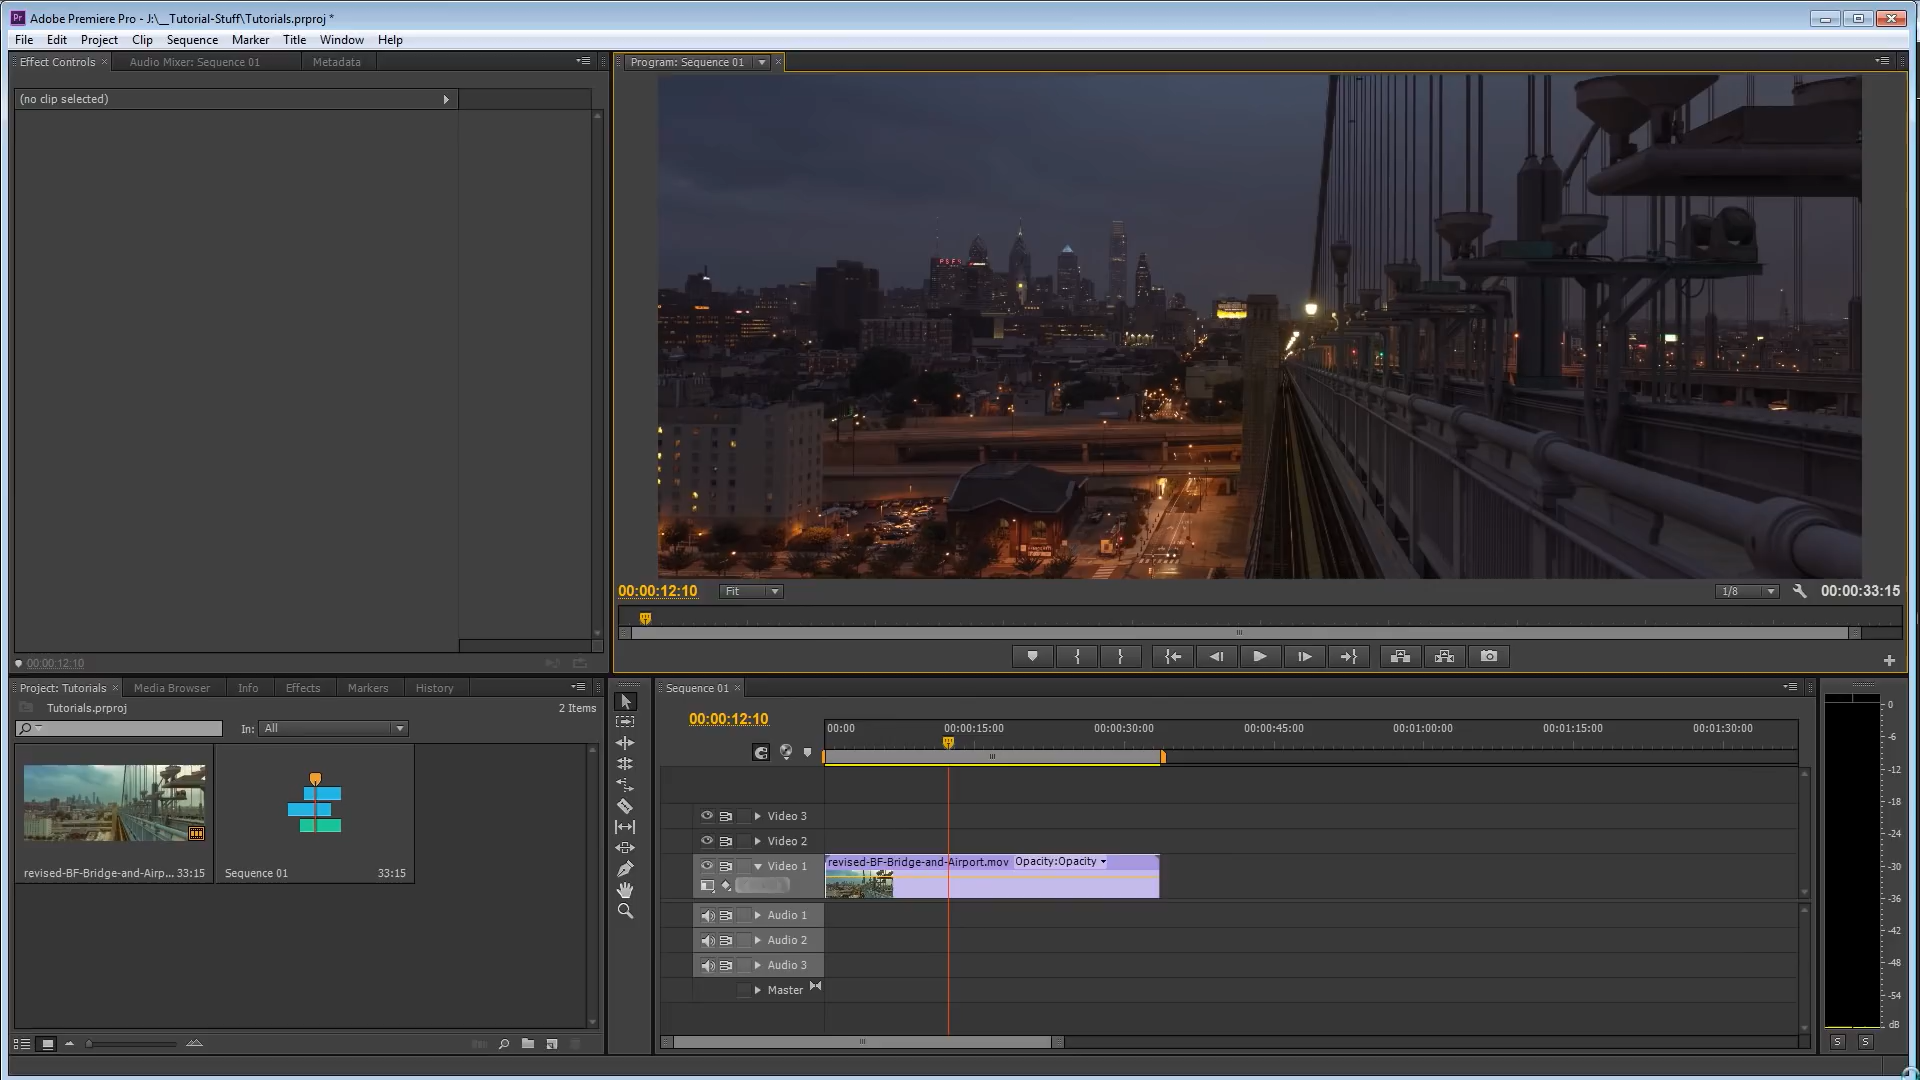 Adobe Premiere Pro - J:\__Tutorial-Stuff\Tutorials.prproj *
File Edit Project Clip Sequence Marker Title Window Help
Effect Controls Audio Mixer: Sequence 01 Metadata
(no clip selected)
00:00:12:10
Program: Sequence 01
PSFS
00:00:12:10 Fit 1/8 00:00:33:15
Project: Tutorials Media Browser Info Effects Markers History
Tutorials.prproj 2 Items
In: All
revised-BF-Bridge-and-Airp... 33:15
Sequence 01 33:15
Sequence 01
00:00:12:10
00:00 00:00:15:00 00:00:30:00 00:00:45:00 00:01:00:00 00:01:15:00 00:01:30:00
Video 3
Video 2
Video 1
revised-BF-Bridge-and-Airport.mov Opacity:Opacity
Audio 1
Audio 2
Audio 3
Master
0
-6
-12
-18
-24
-30
-36
-42
-48
-54
dB
S S